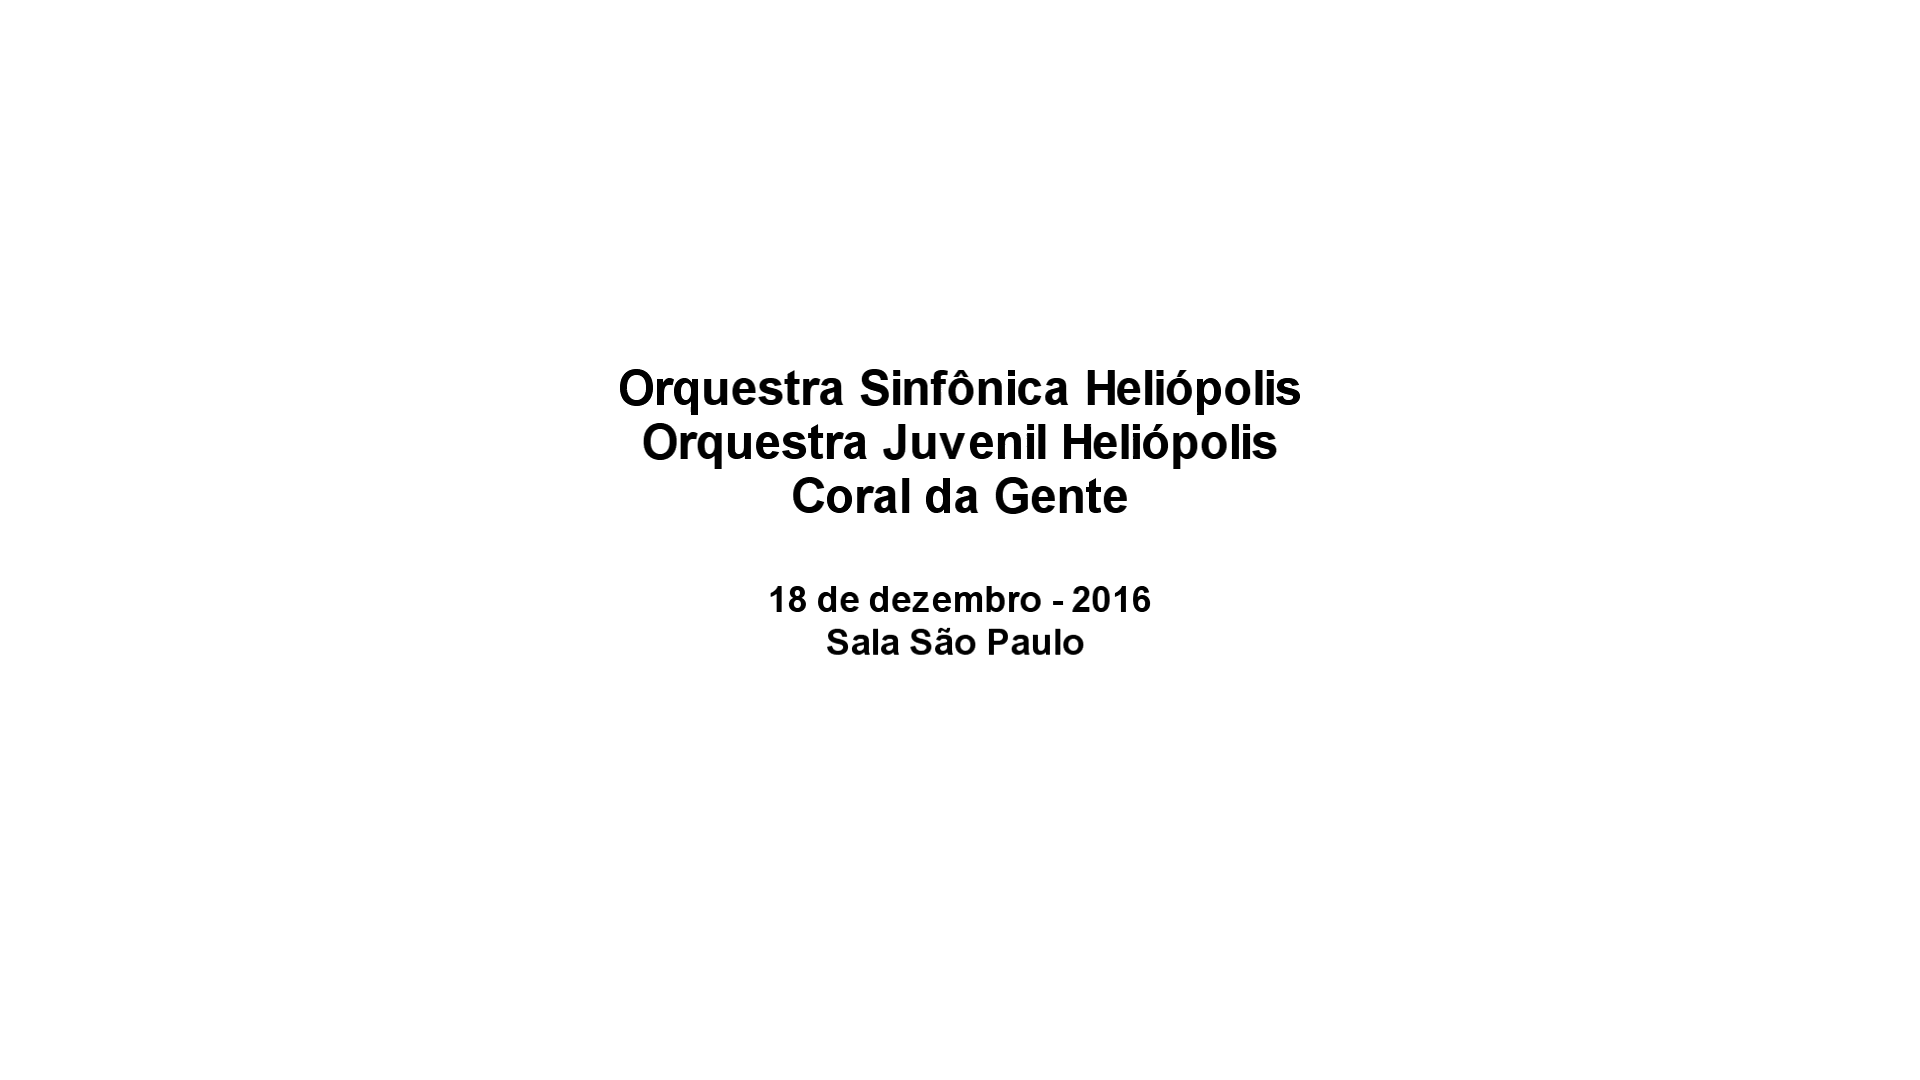 Orquestra Sinfônica Heliópolis
Orquestra Juvenil Heliópolis
Coral da Gente
18 de dezembro - 2016
Sala São Paulo